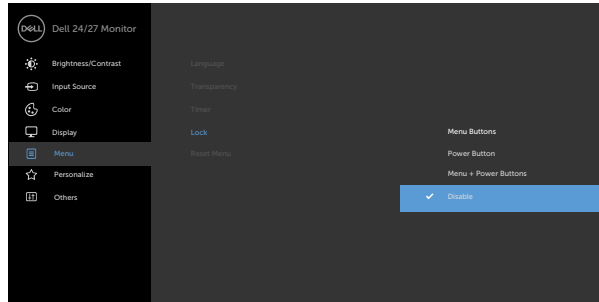 DELL
Dell 24/27 Monitor
Brightness/Contrast
Input Source
Color
Display
Menu
Personalize
Others
Language
Transparency
Timer
Lock
Reset Menu
Menu Buttons
Power Button
Menu + Power Buttons
Disable